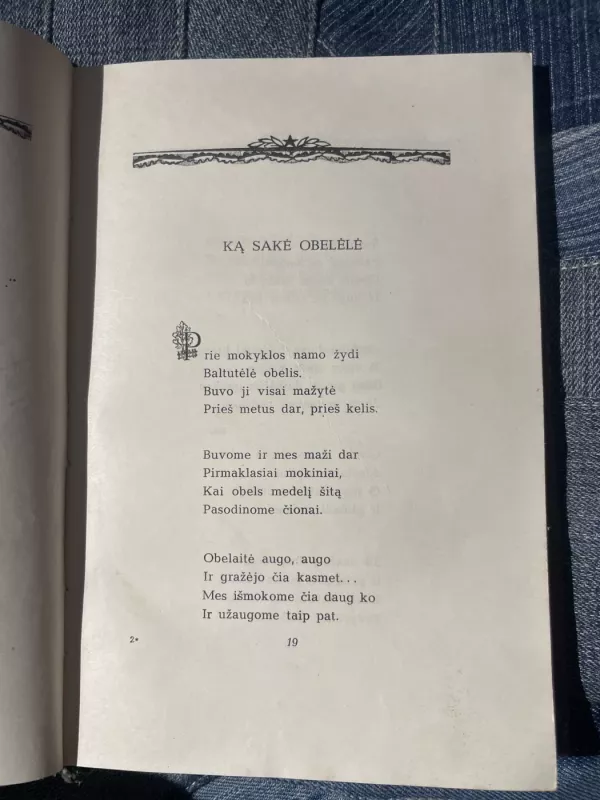 KĄ SAKĖ OBELĖLĖ
Prie mokyklos namo žydi
Baltutėlė obelis.
Buvo ji visai mažytė
Prieš metus dar, prieš kelis.
Buvome ir mes maži dar
Pirmaklasiai mokiniai,
Kai obels medelį šitą
Pasodinome čionai.
Obelaitė augo, augo
Ir gražėjo čia kasmet...
Mes išmokome čia daug ko
Ir užaugome taip pat.
2*
19